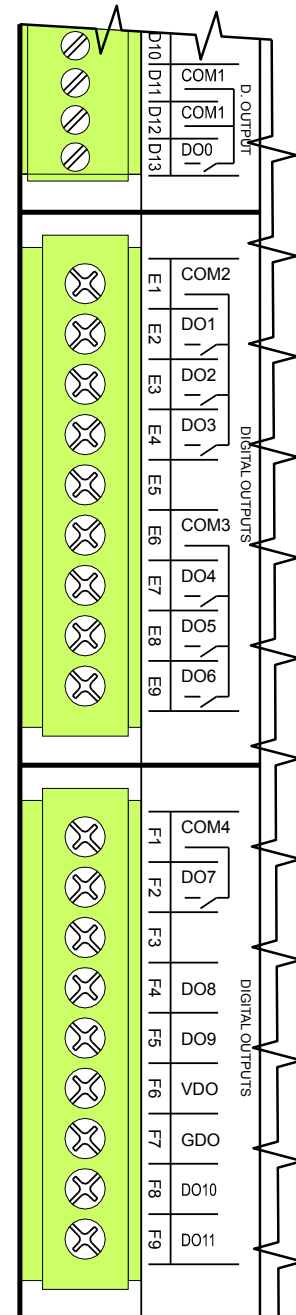 D10
D11 COM1
D12 COM1
D13 DO0
D. OUTPUT
E1 COM2
E2 DO1
E3 DO2
E4 DO3
E5
E6 COM3
E7 DO4
E8 DO5
E9 DO6
DIGITAL OUTPUTS
F1 COM4
F2 DO7
F3
F4 DO8
F5 DO9
F6 VDO
F7 GDO
F8 DO10
F9 DO11
DIGITAL OUTPUTS